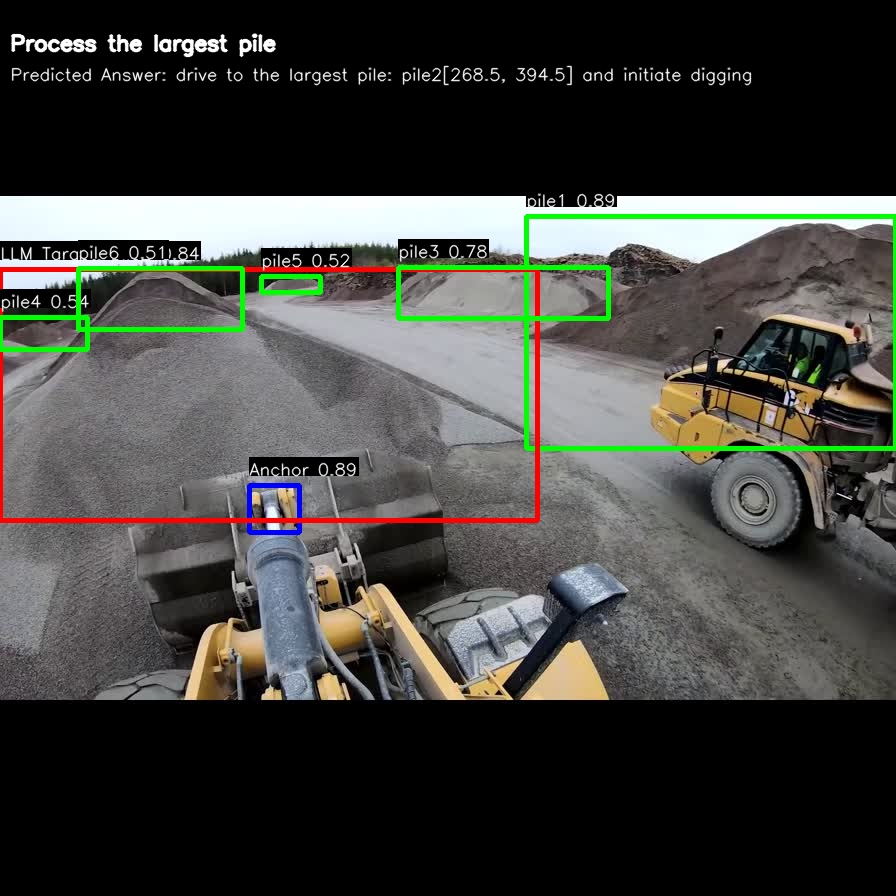 Process the largest pile
Predicted Answer: drive to the largest pile: pile2[268.5, 394.5] and initiate digging
pile1 0.89
pile3 0.78
LLM Targ
pile6 0.51
).84
pile5 0.52
pile4 0.54
Anchor 0.89